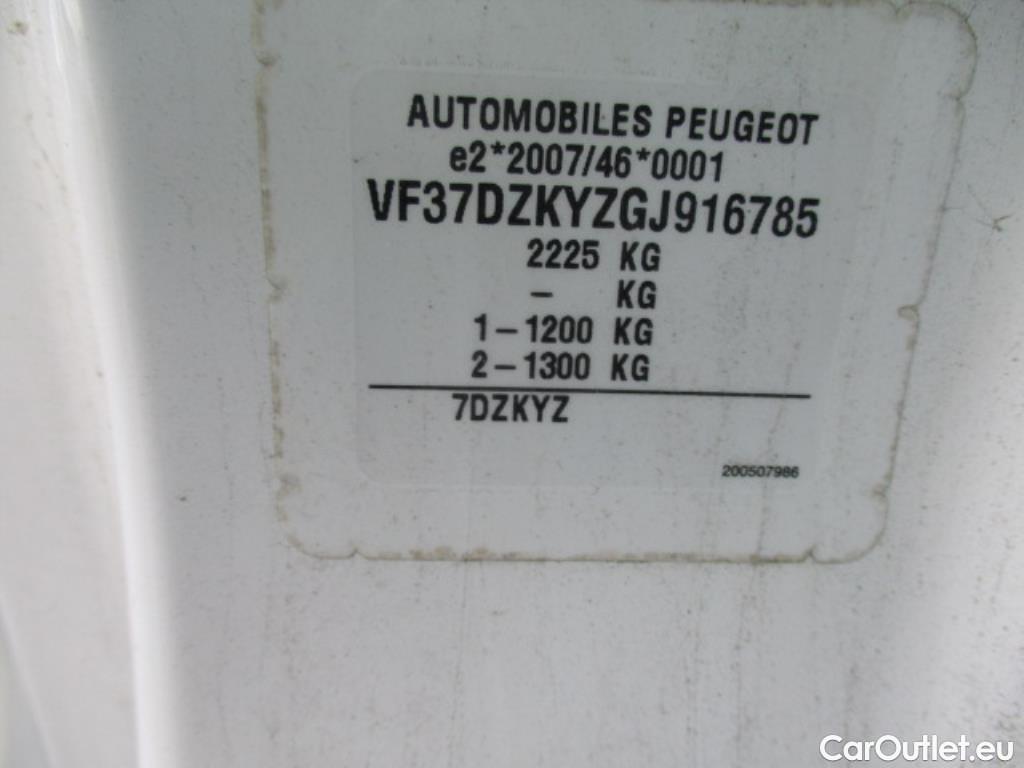 AUTOMOBILES PEUGEOT
e2*2007/46*0001
VF37DZKYZGJ916785
2225 KG
– KG
1–1200 KG
2–1300 KG
7DZKYZ
200507986
CarOutlet.eu